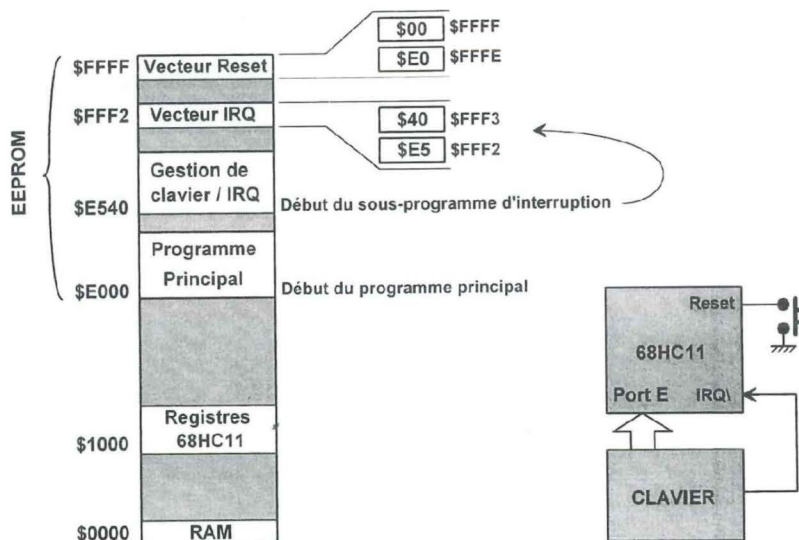 $00 $FFFF
$E0 $FFFE
$FFFF Vecteur Reset
$FFF2 Vecteur IRQ
$40 $FFF3
$E5 $FFF2
EEPROM
Gestion de
clavier / IRQ
$E540
Début du sous-programme d'interruption
Programme
Principal
$E000
Début du programme principal
Registres
68HC11
$1000
$0000 RAM
Reset
68HC11
Port E IRQ\
CLAVIER